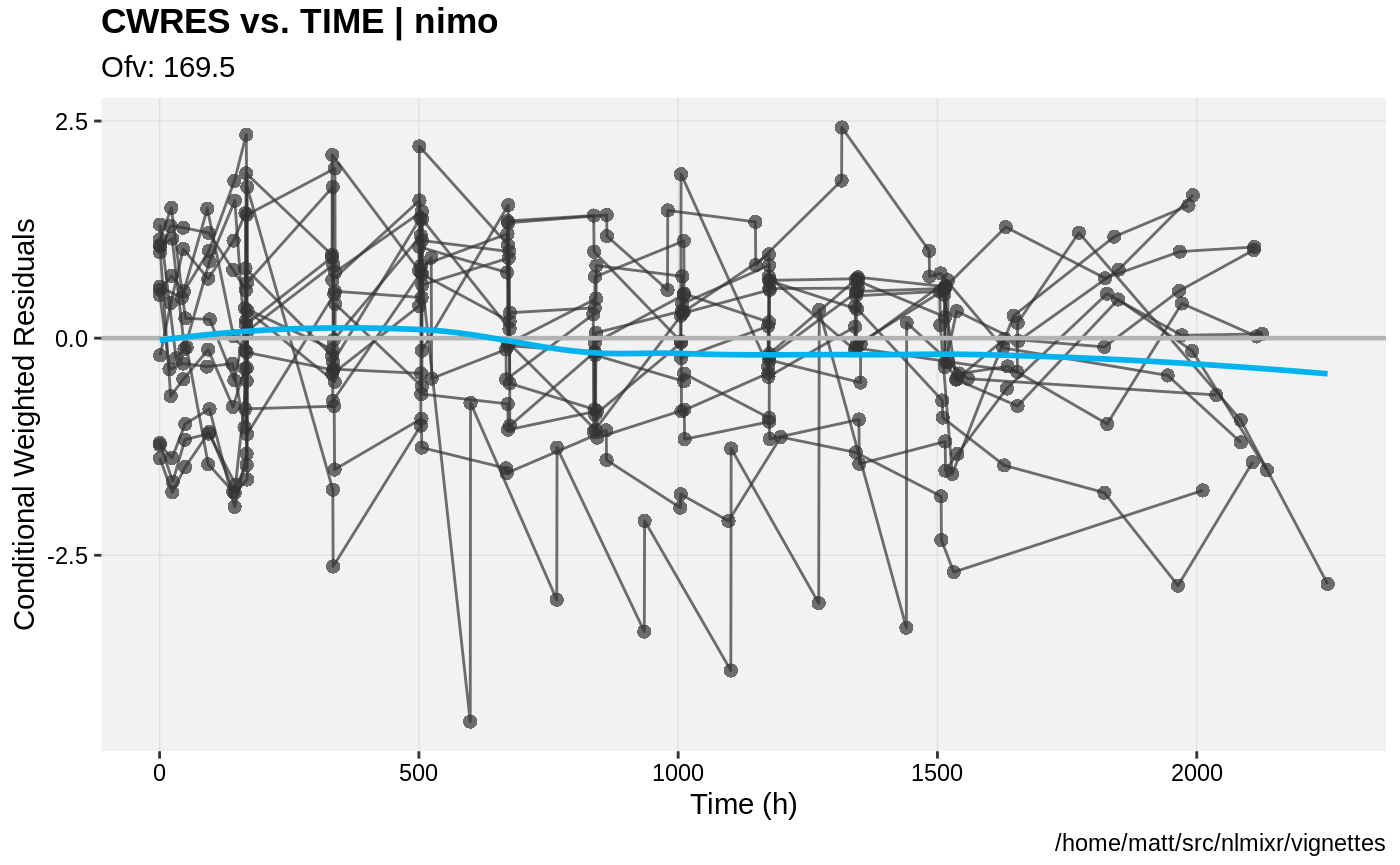 CWRES vs. TIME | nimo
Ofv: 169.5
Conditional Weighted Residuals
2.5
0.0
-2.5
0 500 1000 1500 2000
Time (h)
/home/matt/src/nlmixr/vignettes